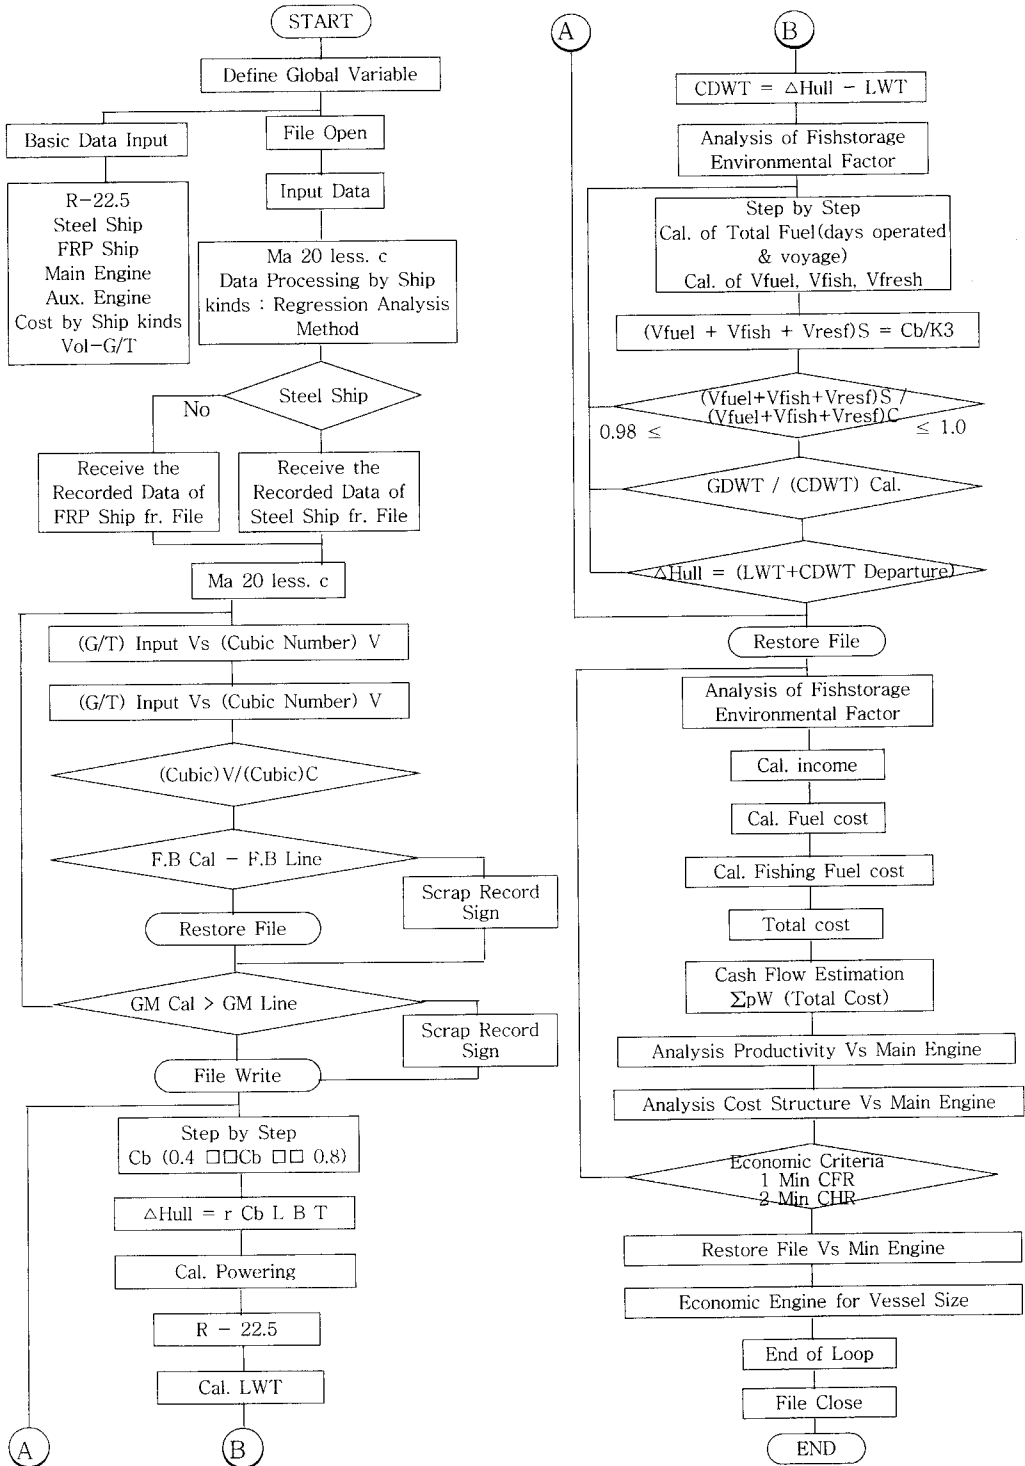 START
Define Global Variable
Basic Data Input
File Open
R-22.5
Steel Ship
FRP Ship
Main Engine
Aux. Engine
Cost by Ship kinds
Vol-G/T
Input Data
Ma 20 less. c
Data Processing by Ship
kinds : Regression Analysis
Method
Steel Ship
No
Receive the
Recorded Data of
FRP Ship fr. File
Receive the
Recorded Data of
Steel Ship fr. File
Ma 20 less. c
(G/T) Input Vs (Cubic Number) V
(G/T) Input Vs (Cubic Number) V
(Cubic)V/(Cubic)C
F.B Cal - F.B Line
Scrap Record
Sign
Restore File
GM Cal > GM Line
Scrap Record
Sign
File Write
Step by Step
Cb (0.4 □□Cb □□ 0.8)
△Hull = r Cb L B T
Cal. Powering
R - 22.5
Cal. LWT
A
B
A
B
CDWT = △Hull - LWT
Analysis of Fishstorage
Environmental Factor
Step by Step
Cal. of Total Fuel(days operated
& voyage)
Cal. of Vfuel, Vfish, Vfresh
(Vfuel + Vfish + Vresf)S = Cb/K3
(Vfuel+Vfish+Vresf)S /
(Vfuel+Vfish+Vresf)C
0.98 ≤
≤ 1.0
GDWT / (CDWT) Cal.
△Hull = (LWT+CDWT Departure)
Restore File
Analysis of Fishstorage
Environmental Factor
Cal. income
Cal. Fuel cost
Cal. Fishing Fuel cost
Total cost
Cash Flow Estimation
ΣpW (Total Cost)
Analysis Productivity Vs Main Engine
Analysis Cost Structure Vs Main Engine
Economic Criteria
1 Min CFR
2 Min CHR
Restore File Vs Min Engine
Economic Engine for Vessel Size
End of Loop
File Close
END